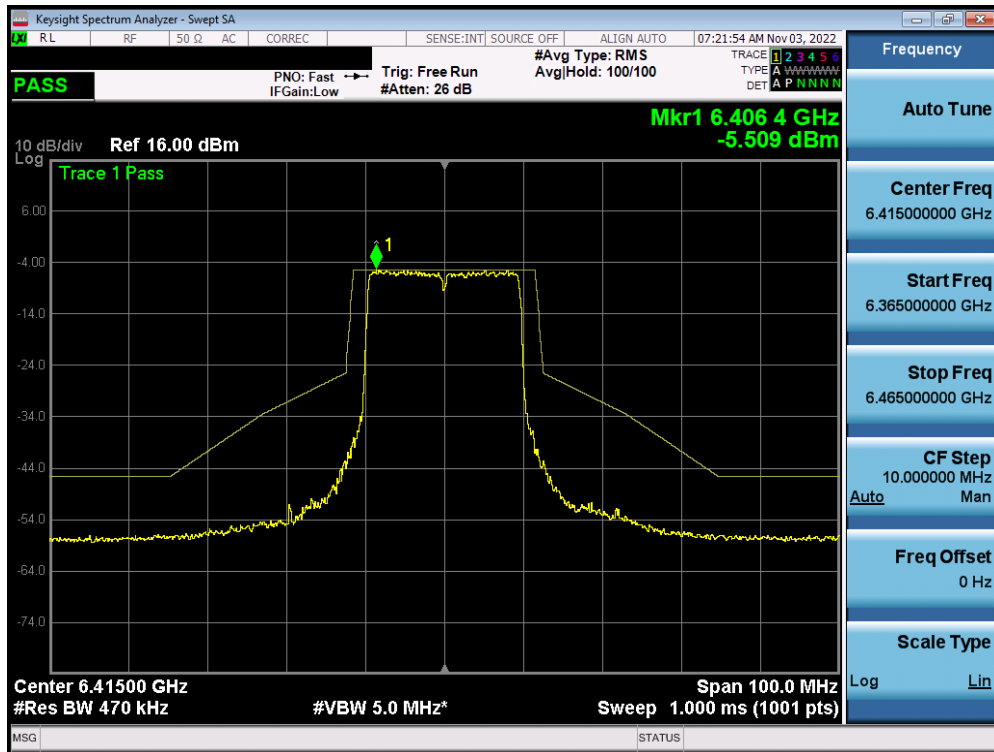 Keysight Spectrum Analyzer - Swept SA
LXI RL RF 50 Ω AC CORREC SENSE:INT SOURCE OFF ALIGN AUTO 07:21:54 AM Nov 03, 2022
PASS
PNO: Fast
IFGain:Low
Trig: Free Run
#Atten: 26 dB
#Avg Type: RMS
Avg|Hold: 100/100
TRACE 1 2 3 4 5 6
TYPE A WWWWW
DET A P N N N N
Mkr1 6.406 4 GHz
-5.509 dBm
10 dB/div Ref 16.00 dBm
Log
Trace 1 Pass
1
6.00
-4.00
-14.0
-24.0
-34.0
-44.0
-54.0
-64.0
-74.0
Center 6.41500 GHz Span 100.0 MHz
#Res BW 470 kHz #VBW 5.0 MHz* Sweep 1.000 ms (1001 pts)
MSG STATUS
Frequency
Auto Tune
Center Freq
6.415000000 GHz
Start Freq
6.365000000 GHz
Stop Freq
6.465000000 GHz
CF Step
10.000000 MHz
Auto Man
Freq Offset
0 Hz
Scale Type
Log Lin